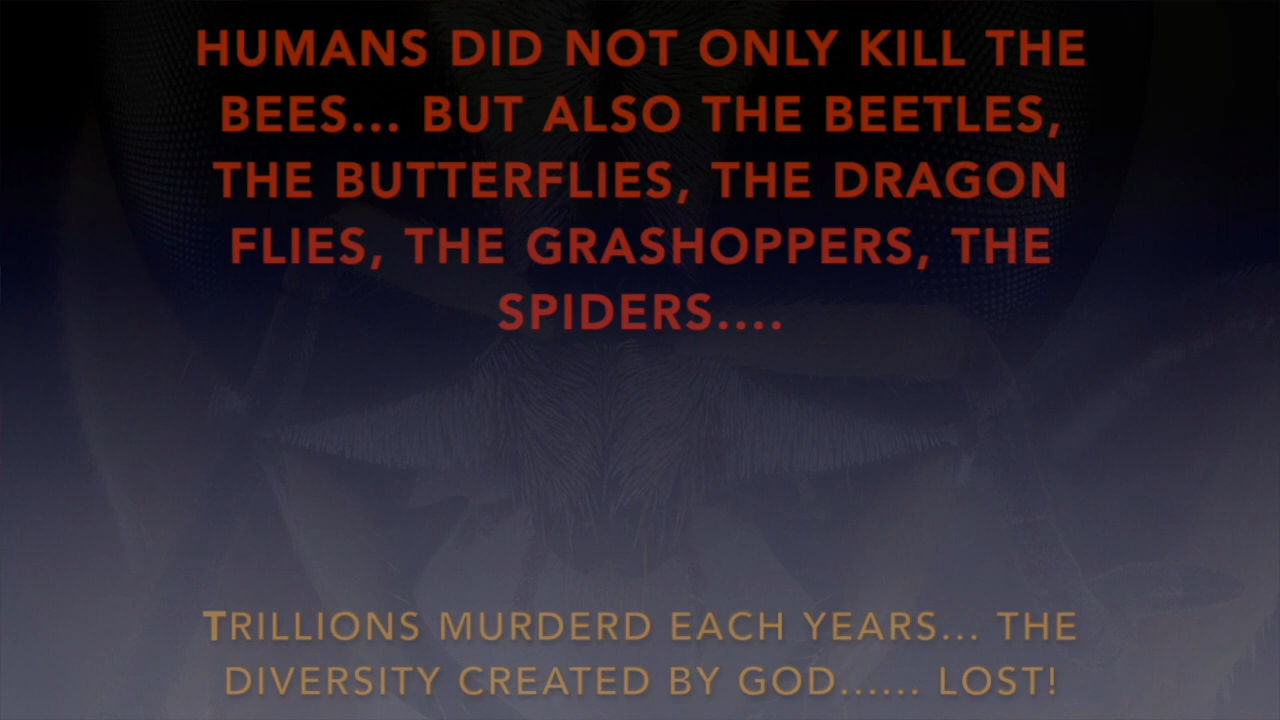 HUMANS DID NOT ONLY KILL THE
BEES... BUT ALSO THE BEETLES,
THE BUTTERFLIES, THE DRAGON
FLIES, THE GRASHOPPERS, THE
SPIDERS....
TRILLIONS MURDERD EACH YEARS... THE
DIVERSITY CREATED BY GOD...... LOST!